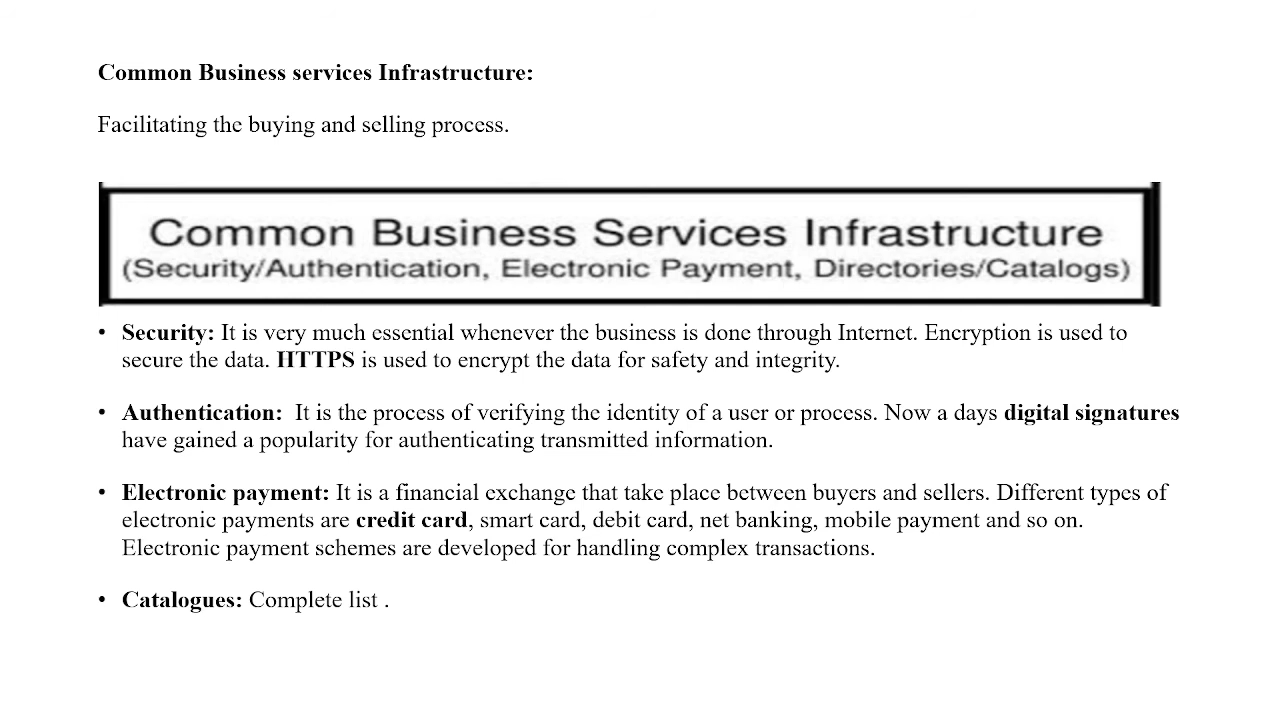 Common Business services Infrastructure:
Facilitating the buying and selling process.
Common Business Services Infrastructure
(Security/Authentication, Electronic Payment, Directories/Catalogs)
• Security: It is very much essential whenever the business is done through Internet. Encryption is used to
secure the data. HTTPS is used to encrypt the data for safety and integrity.
• Authentication:  It is the process of verifying the identity of a user or process. Now a days digital signatures
have gained a popularity for authenticating transmitted information.
• Electronic payment: It is a financial exchange that take place between buyers and sellers. Different types of
electronic payments are credit card, smart card, debit card, net banking, mobile payment and so on.
Electronic payment schemes are developed for handling complex transactions.
• Catalogues: Complete list .